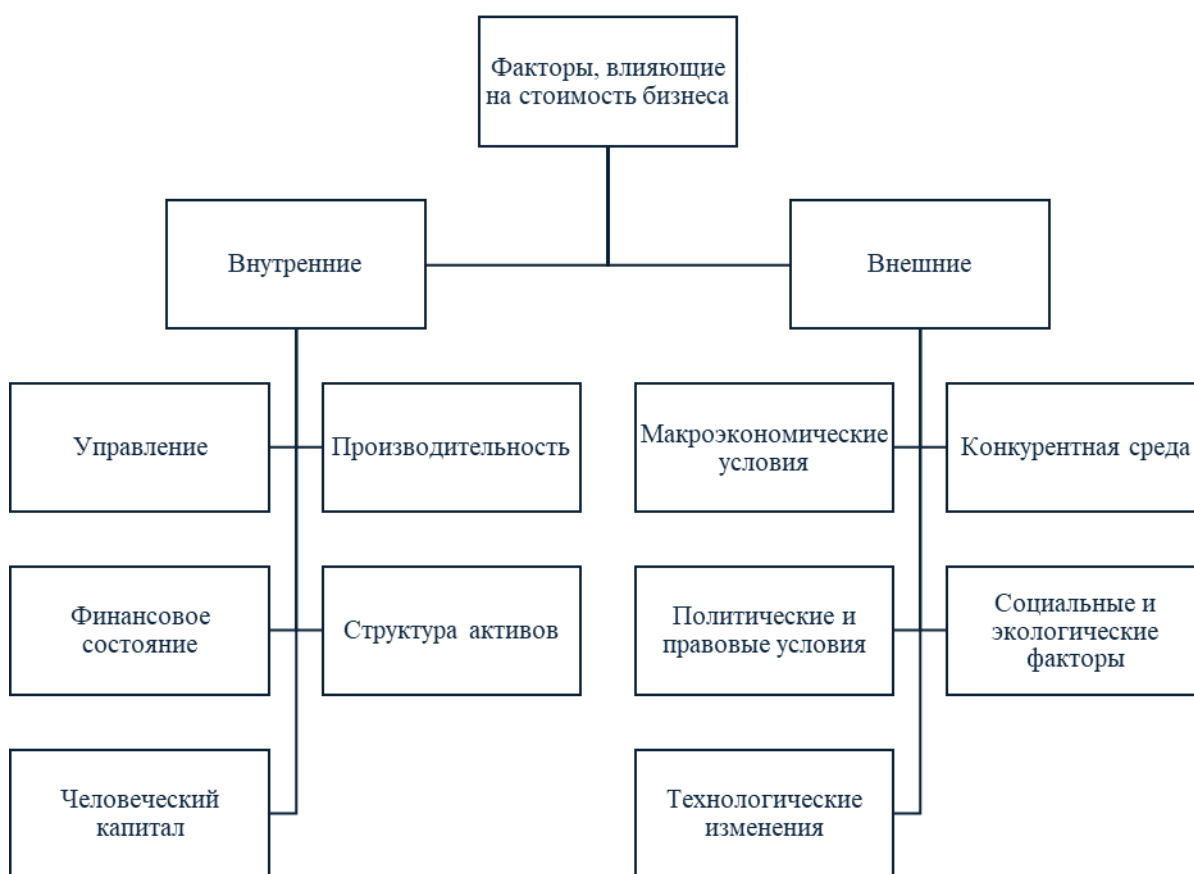 Факторы, влияющие
на стоимость бизнеса
Внутренние
Внешние
Управление
Производительность
Макроэкономические
условия
Конкурентная среда
Финансовое
состояние
Структура активов
Политические и
правовые условия
Социальные и
экологические
факторы
Человеческий
капитал
Технологические
изменения